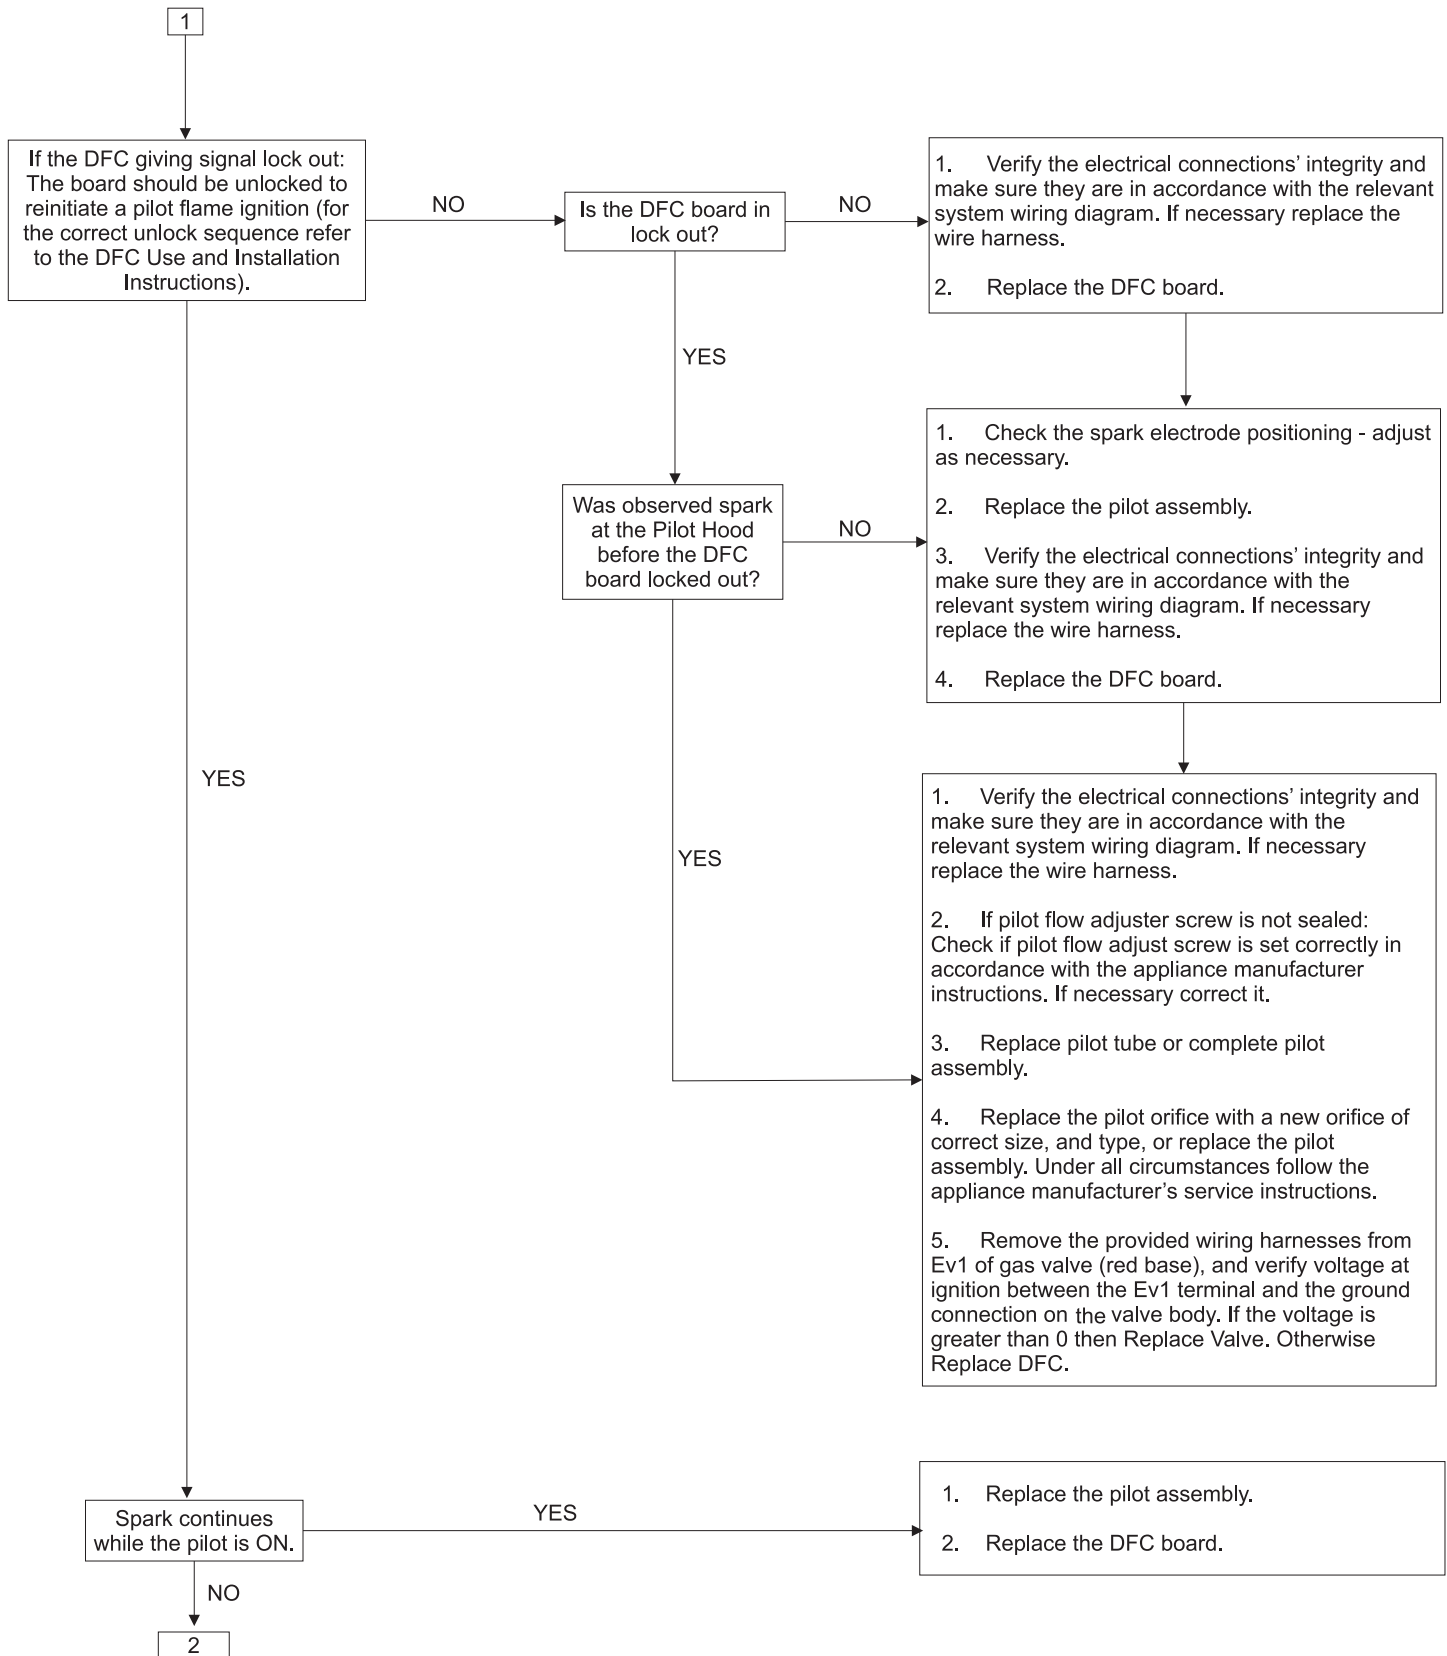 1
If the DFC giving signal lock out:
The board should be unlocked to
reinitiate a pilot flame ignition (for
the correct unlock sequence refer
to the DFC Use and Installation
Instructions).
NO
Is the DFC board in
lock out?
NO
1. Verify the electrical connections’ integrity and
make sure they are in accordance with the relevant
system wiring diagram. If necessary replace the
wire harness.
2. Replace the DFC board.
YES
1. Check the spark electrode positioning - adjust
as necessary.
2. Replace the pilot assembly.
3. Verify the electrical connections’ integrity and
make sure they are in accordance with the
relevant system wiring diagram. If necessary
replace the wire harness.
4. Replace the DFC board.
Was observed spark
at the Pilot Hood
before the DFC
board locked out?
NO
YES
YES
1. Verify the electrical connections’ integrity and
make sure they are in accordance with the
relevant system wiring diagram. If necessary
replace the wire harness.
2. If pilot flow adjuster screw is not sealed:
Check if pilot flow adjust screw is set correctly in
accordance with the appliance manufacturer
instructions. If necessary correct it.
3. Replace pilot tube or complete pilot
assembly.
4. Replace the pilot orifice with a new orifice of
correct size, and type, or replace the pilot
assembly. Under all circumstances follow the
appliance manufacturer’s service instructions.
5. Remove the provided wiring harnesses from
Ev1 of gas valve (red base), and verify voltage at
ignition between the Ev1 terminal and the ground
connection on the valve body. If the voltage is
greater than 0 then Replace Valve. Otherwise
Replace DFC.
Spark continues
while the pilot is ON.
YES
1. Replace the pilot assembly.
2. Replace the DFC board.
NO
2